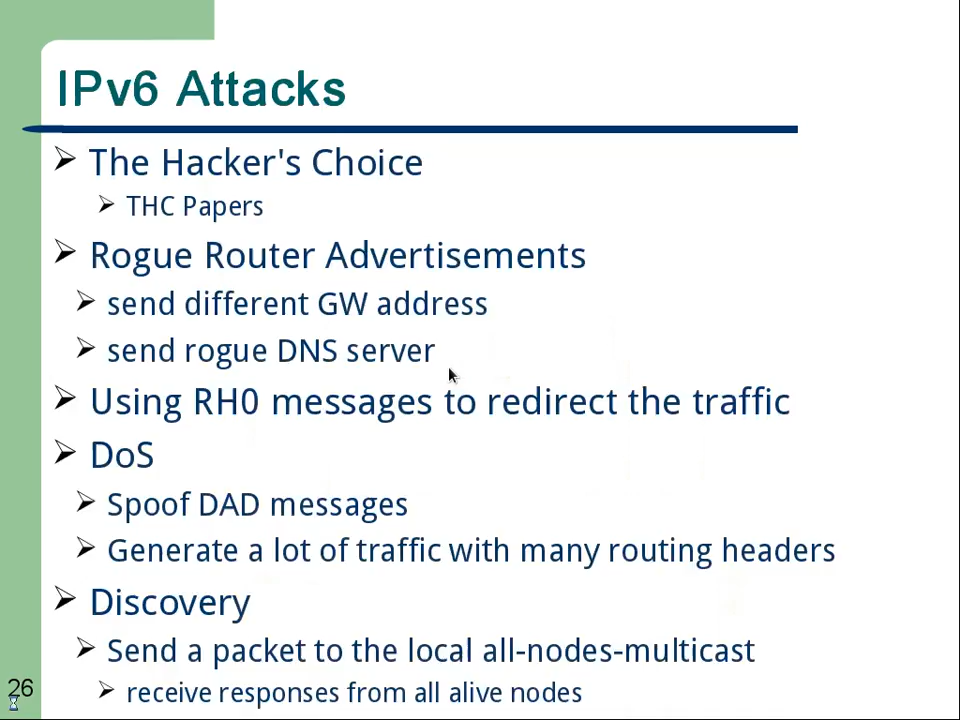 IPv6 Attacks
The Hacker's Choice
THC Papers
Rogue Router Advertisements
send different GW address
send rogue DNS server
Using RH0 messages to redirect the traffic
DoS
Spoof DAD messages
Generate a lot of traffic with many routing headers
Discovery
Send a packet to the local all-nodes-multicast
receive responses from all alive nodes
26